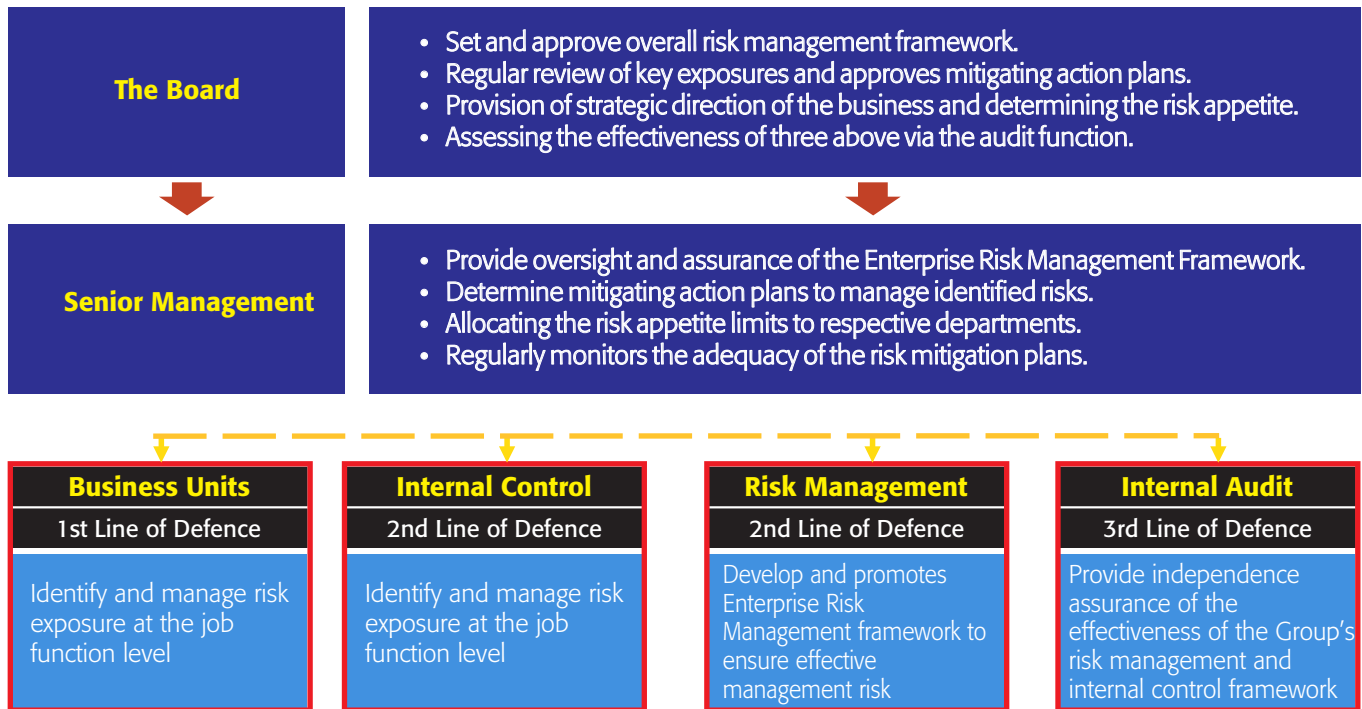 The Board
• Set and approve overall risk management framework.
• Regular review of key exposures and approves mitigating action plans.
• Provision of strategic direction of the business and determining the risk appetite.
• Assessing the effectiveness of three above via the audit function.
Senior Management
• Provide oversight and assurance of the Enterprise Risk Management Framework.
• Determine mitigating action plans to manage identified risks.
• Allocating the risk appetite limits to respective departments.
• Regularly monitors the adequacy of the risk mitigation plans.
Business Units
1st Line of Defence
Identify and manage risk
exposure at the job
function level
Internal Control
2nd Line of Defence
Identify and manage risk
exposure at the job
function level
Risk Management
2nd Line of Defence
Develop and promotes
Enterprise Risk
Management framework to
ensure effective
management risk
Internal Audit
3rd Line of Defence
Provide independence
assurance of the
effectiveness of the Group's
risk management and
internal control framework